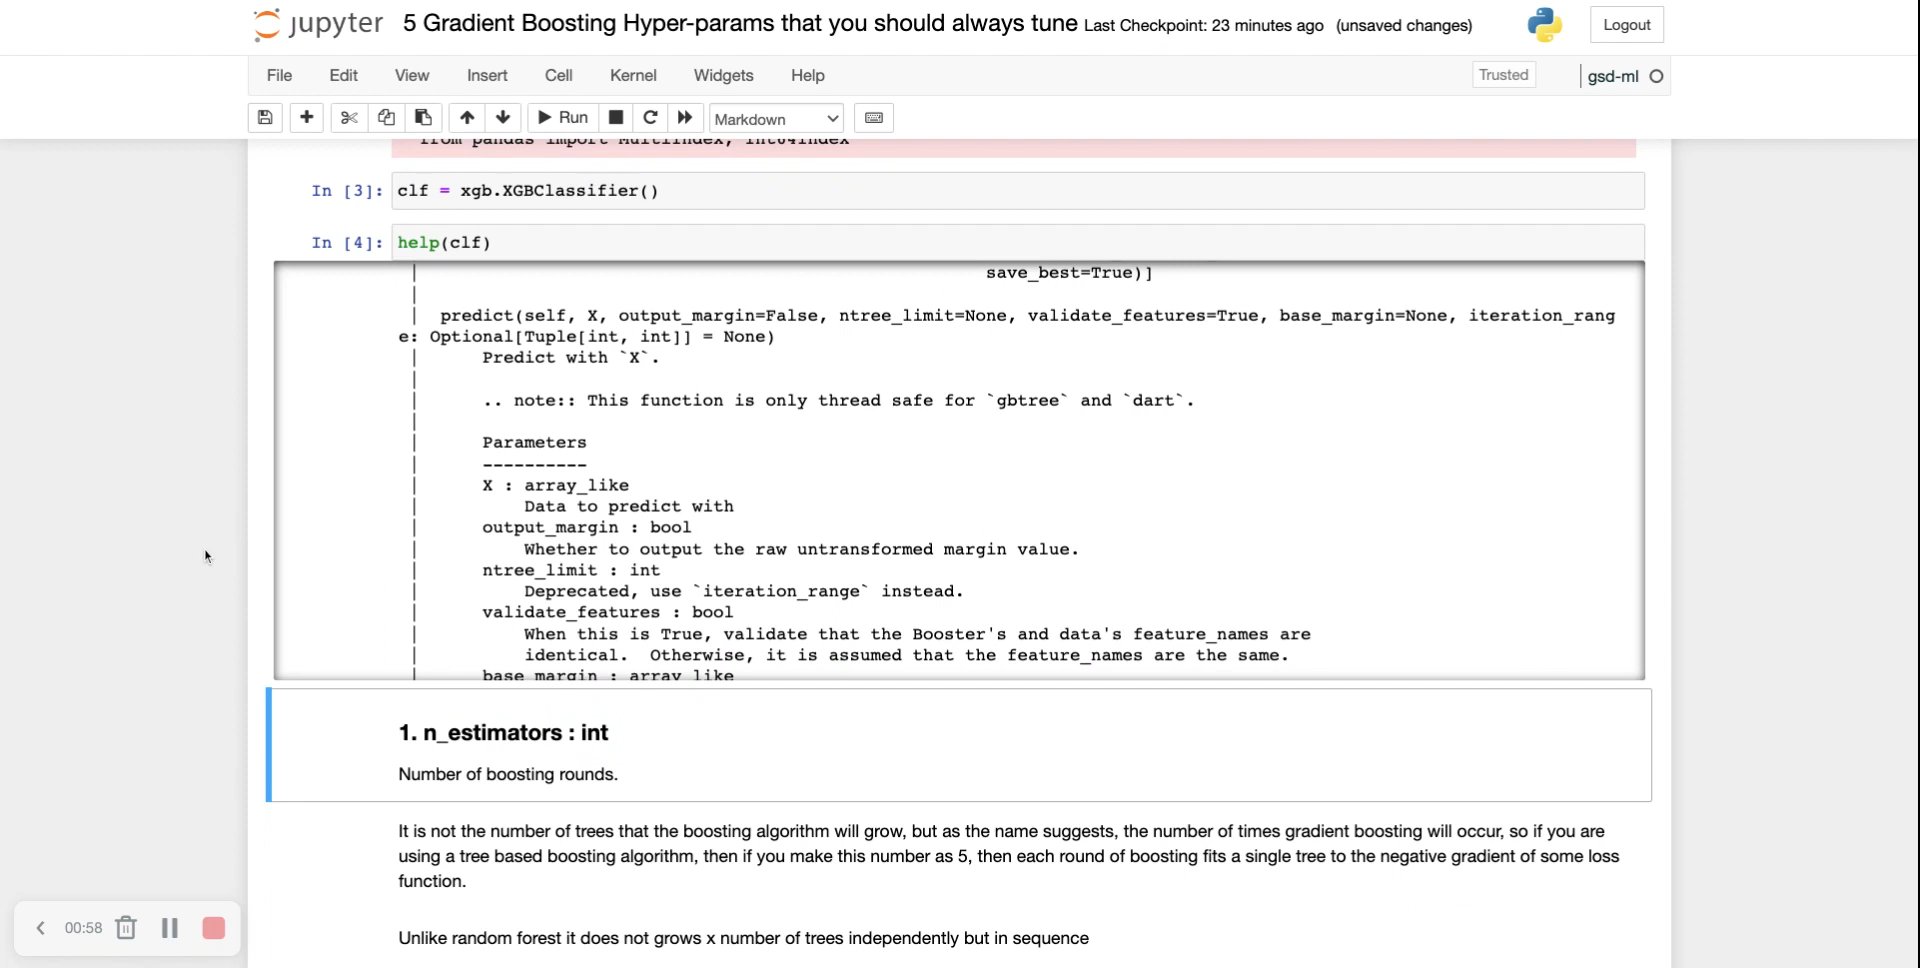 jupyter 5 Gradient Boosting Hyper-params that you should always tune Last Checkpoint: 23 minutes ago (unsaved changes) Logout
File Edit View Insert Cell Kernel Widgets Help Trusted gsd-ml
Run Markdown
from pandas import MultiIndex, Int64Index
In [3]: clf = xgb.XGBClassifier()
In [4]: help(clf)
save_best=True)]
predict(self, X, output_margin=False, ntree_limit=None, validate_features=True, base_margin=None, iteration_rang
e: Optional[Tuple[int, int]] = None)
Predict with `X`.
.. note:: This function is only thread safe for `gbtree` and `dart`.
Parameters
----------
X : array_like
Data to predict with
output_margin : bool
Whether to output the raw untransformed margin value.
ntree_limit : int
Deprecated, use `iteration_range` instead.
validate_features : bool
When this is True, validate that the Booster's and data's feature_names are
identical.  Otherwise, it is assumed that the feature_names are the same.
base_margin : array_like
1. n_estimators : int
Number of boosting rounds.
It is not the number of trees that the boosting algorithm will grow, but as the name suggests, the number of times gradient boosting will occur, so if you are
using a tree based boosting algorithm, then if you make this number as 5, then each round of boosting fits a single tree to the negative gradient of some loss
function.
00:58
Unlike random forest it does not grows x number of trees independently but in sequence